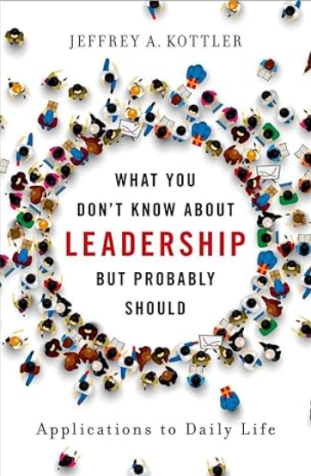 JEFFREY A. KOTTLER
WHAT YOU
DON'T KNOW ABOUT
LEADERSHIP
BUT PROBABLY
SHOULD
Applications to Daily Life